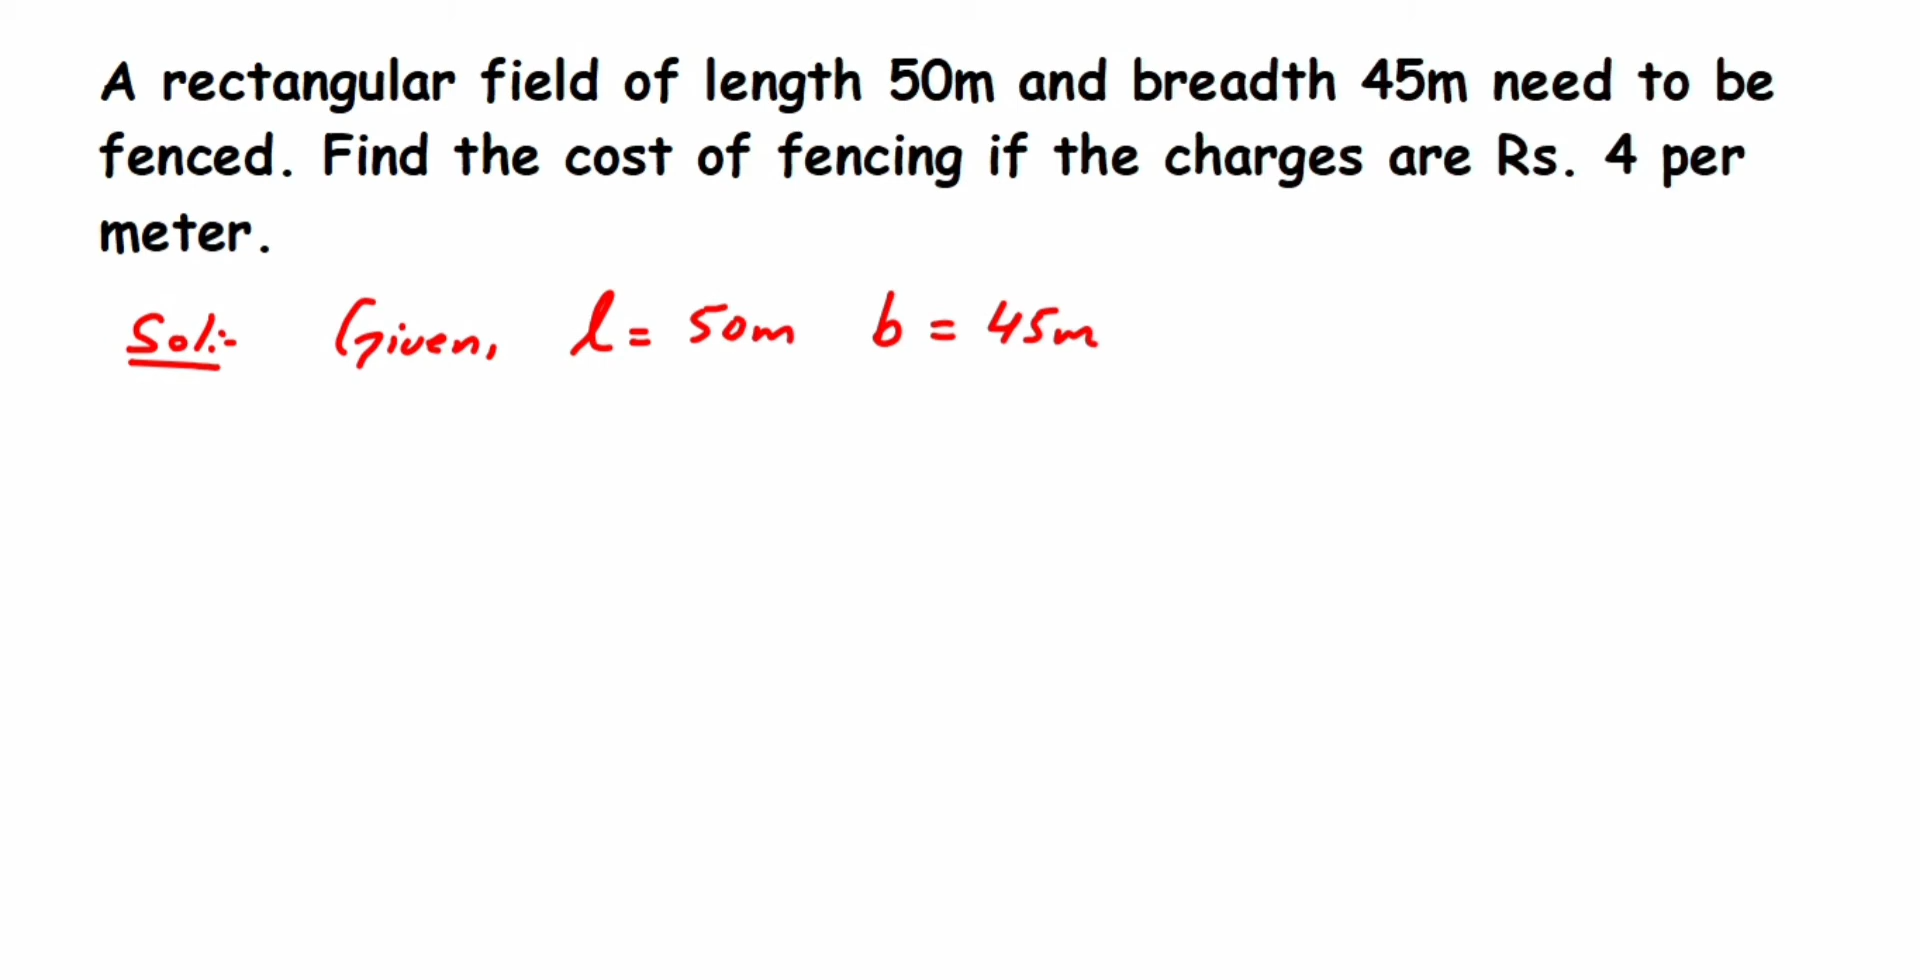 A rectangular field of length 50m and breadth 45m need to be
fenced. Find the cost of fencing if the charges are Rs. 4 per
meter.
Sol:- Given, l = 50m b = 45m